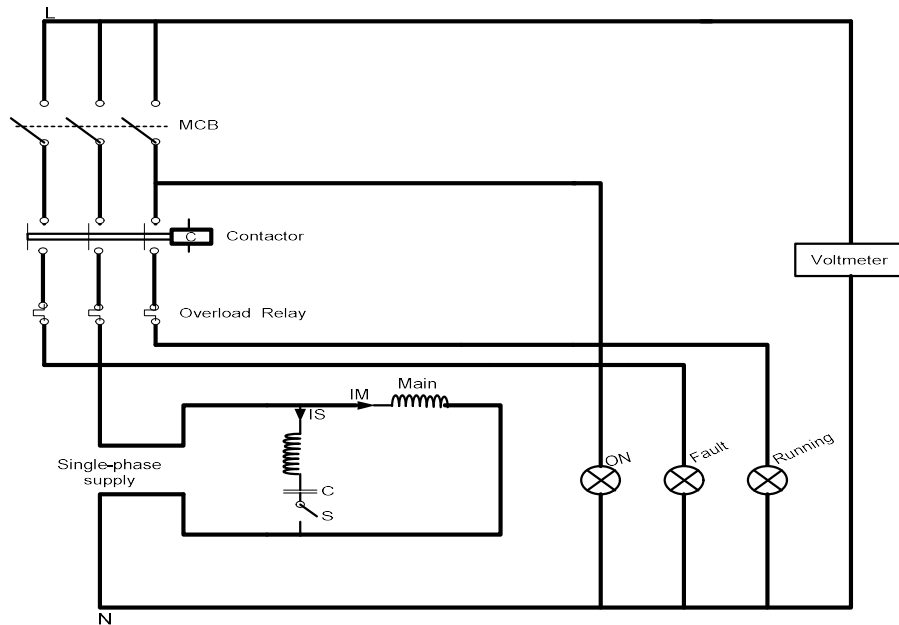 L
MCB
C
Contactor
Voltmeter
Overload Relay
Main
IM
IS
Single-phase
supply
C
S
ON
Fault
Running
N